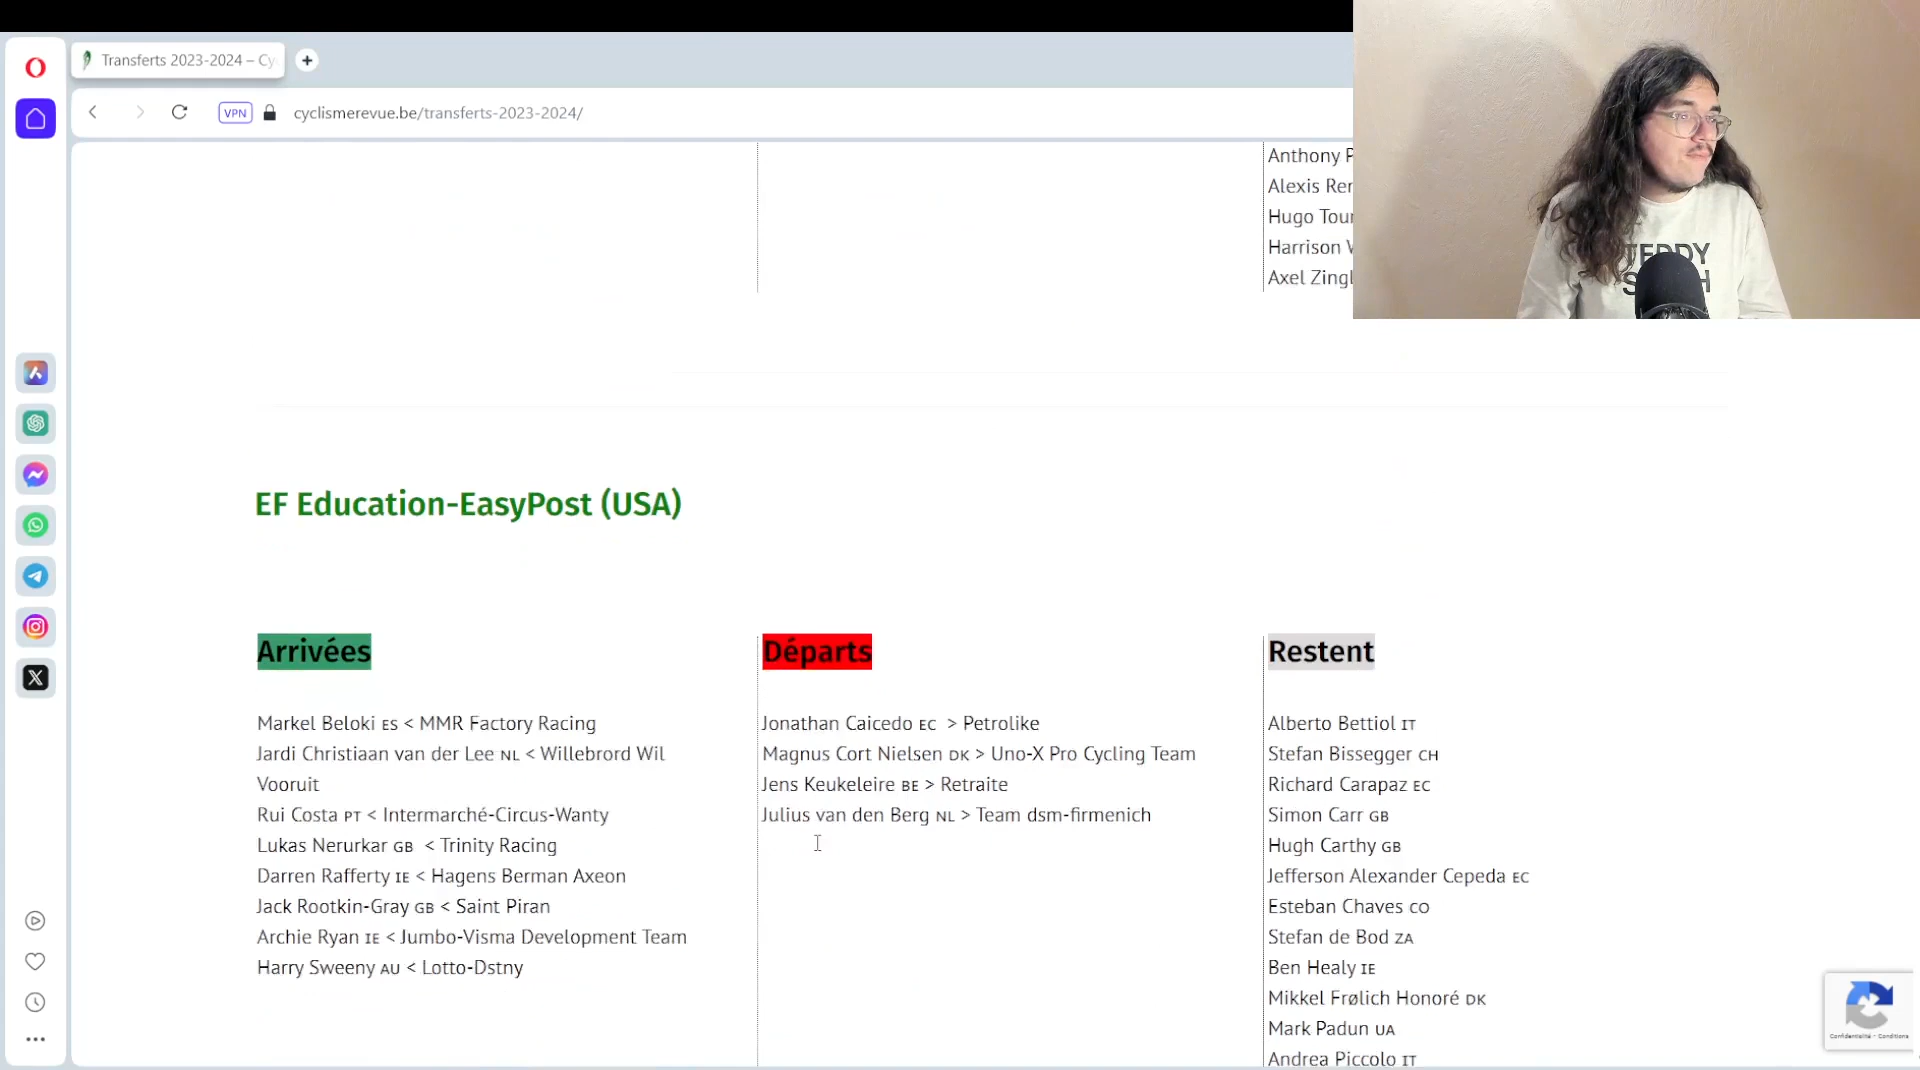 Transferts 2023-2024 – Cy
VPN
cyclismerevue.be/transferts-2023-2024/
Anthony P
Alexis Rer
Hugo Tour
Harrison
Axel Zingl
TEDDY
EF Education-EasyPost (USA)
Arrivées
Markel Beloki ES < MMR Factory Racing
Jardi Christiaan van der Lee NL < Willebrord Wil
Vooruit
Rui Costa PT < Intermarché-Circus-Wanty
Lukas Nerurkar GB < Trinity Racing
Darren Rafferty IE < Hagens Berman Axeon
Jack Rootkin-Gray GB < Saint Piran
Archie Ryan IE < Jumbo-Visma Development Team
Harry Sweeny AU < Lotto-Dstny
Départs
Jonathan Caicedo EC > Petrolike
Magnus Cort Nielsen DK > Uno-X Pro Cycling Team
Jens Keukeleire BE > Retraite
Julius van den Berg NL > Team dsm-firmenich
Restent
Alberto Bettiol IT
Stefan Bissegger CH
Richard Carapaz EC
Simon Carr GB
Hugh Carthy GB
Jefferson Alexander Cepeda EC
Esteban Chaves CO
Stefan de Bod ZA
Ben Healy IE
Mikkel Frølich Honoré DK
Mark Padun UA
Andrea Piccolo IT
Confidentialité - Conditions